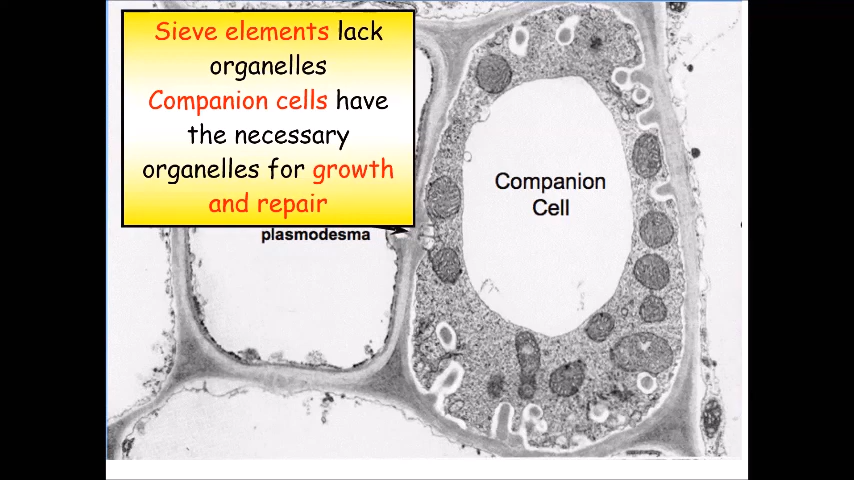 Sieve elements lack
organelles
Companion cells have
the necessary
organelles for growth
and repair
plasmodesma
Companion
Cell